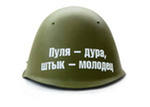 Пуля – дура,
штык – молодец